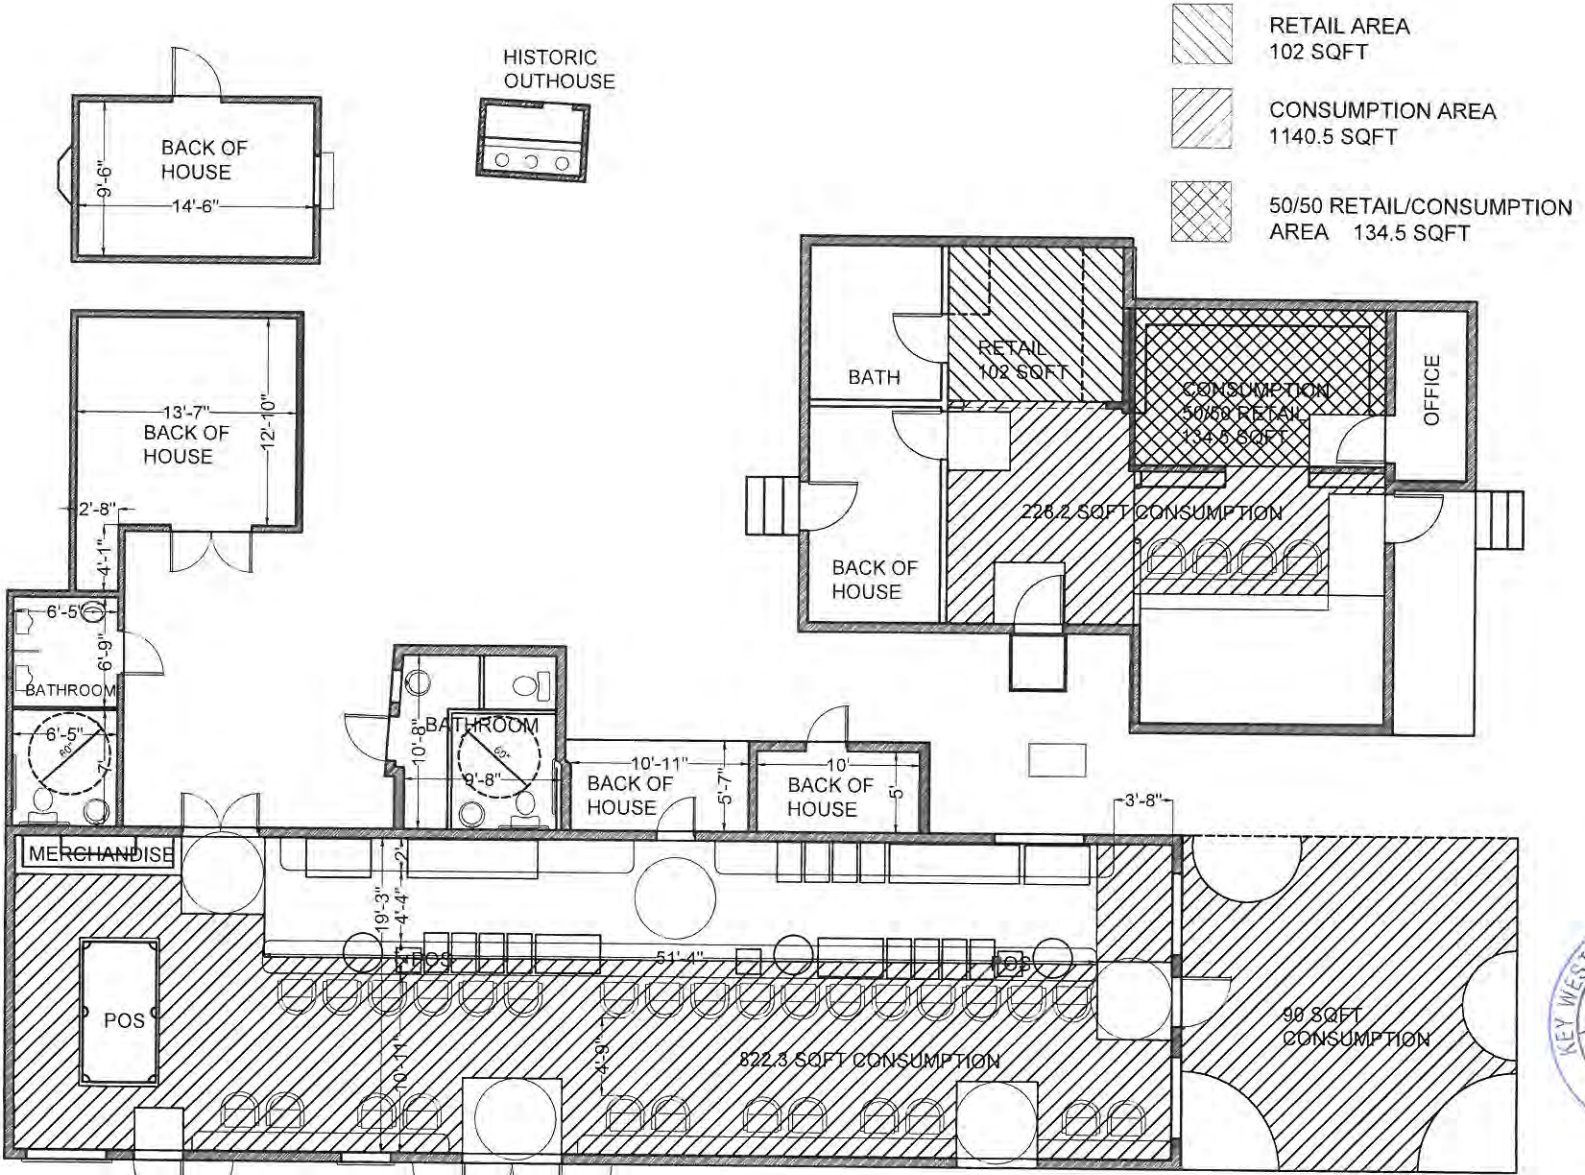 RETAIL AREA
102 SQFT
CONSUMPTION AREA
1140.5 SQFT
50/50 RETAIL/CONSUMPTION
AREA 134.5 SQFT
HISTORIC
OUTHOUSE
BACK OF
HOUSE
9'-6"
14'-6"
13'-7"
BACK OF
HOUSE
12'-10"
2'-8"
4'-1"
6'-5"
6'-9"
BATHROOM
6'-5"
60"
7'
BATH
RETAIL
102 SQFT
CONSUMPTION
50/50 RETAIL
134.5 SQFT
OFFICE
228.2 SQFT CONSUMPTION
BACK OF
HOUSE
BATHROOM
10'-8"
60"
9'-8"
10'-11"
BACK OF
HOUSE
5'-7"
10'
BACK OF
HOUSE
5'
3'-8"
MERCHANDISE
2'
19'-3"
4'-4"
POS
51'-4"
POS
POS
10'-11"
4'-9"
822.3 SQFT CONSUMPTION
90 SQFT
CONSUMPTION
KEY WEST